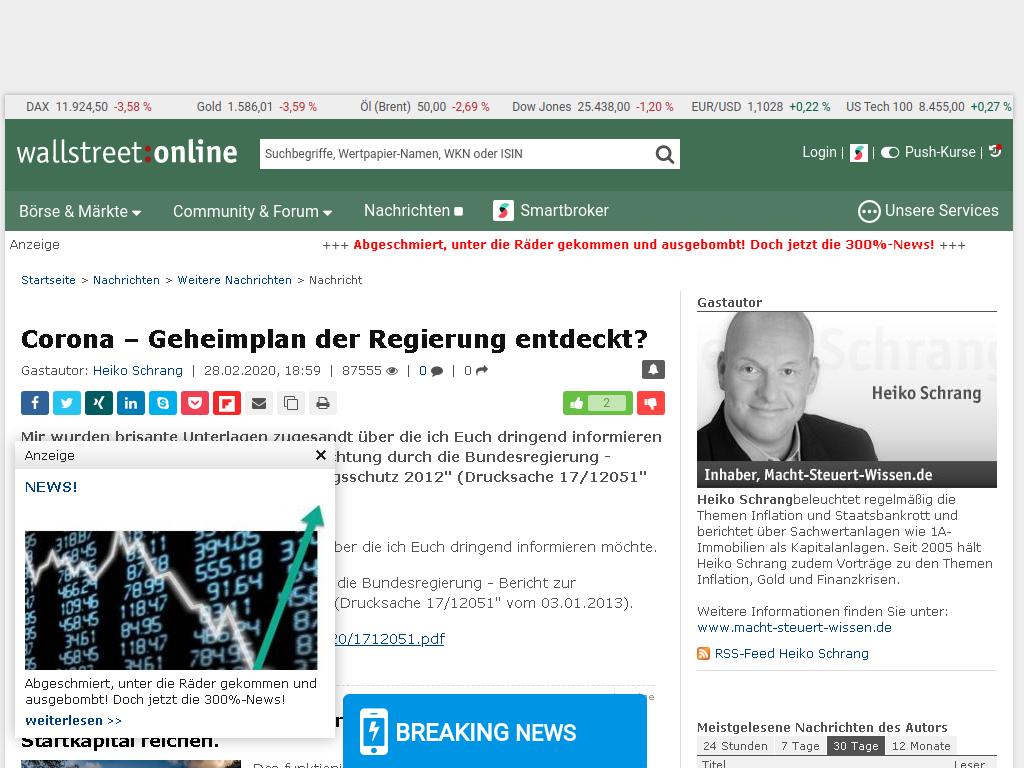 DAX 11.924,50 -3,58 % Gold 1.586,01 -3,59 % Öl (Brent) 50,00 -2,69 % Dow Jones 25.438,00 -1,20 % EUR/USD 1,1028 +0,22 % US Tech 100 8.455,00 +0,27 %
wallstreet:online
Suchbegriffe, Wertpapier-Namen, WKN oder ISIN
Login | | Push-Kurse |
Börse & Märkte Community & Forum Nachrichten Smartbroker Unsere Services
Anzeige +++ Abgeschmiert, unter die Räder gekommen und ausgebombt! Doch jetzt die 300%-News! +++
Startseite > Nachrichten > Weitere Nachrichten > Nachricht
Corona – Geheimplan der Regierung entdeckt?
Gastautor: Heiko Schrang | 28.02.2020, 18:59 | 87555 | 0 | 0
2
Mir wurden brisante Unterlagen zugesandt über die ich Euch dringend informieren
chtung durch die Bundesregierung -
gsschutz 2012" (Drucksache 17/12051"
ber die ich Euch dringend informieren möchte.
die Bundesregierung - Bericht zur
(Drucksache 17/12051" vom 03.01.2013).
20/1712051.pdf
Startkapital reichen.
Anzeige
NEWS!
Abgeschmiert, unter die Räder gekommen und
ausgebombt! Doch jetzt die 300%-News!
weiterlesen >>
BREAKING NEWS
Gastautor
Heiko Schrang
Inhaber, Macht-Steuert-Wissen.de
Heiko Schrangbeleuchtet regelmäßig die
Themen Inflation und Staatsbankrott und
berichtet über Sachwertanlagen wie 1A-
Immobilien als Kapitalanlagen. Seit 2005 hält
Heiko Schrang zudem Vorträge zu den Themen
Inflation, Gold und Finanzkrisen.
Weitere Informationen finden Sie unter:
www.macht-steuert-wissen.de
RSS-Feed Heiko Schrang
Meistgelesene Nachrichten des Autors
24 Stunden 7 Tage 30 Tage 12 Monate
Titel Leser